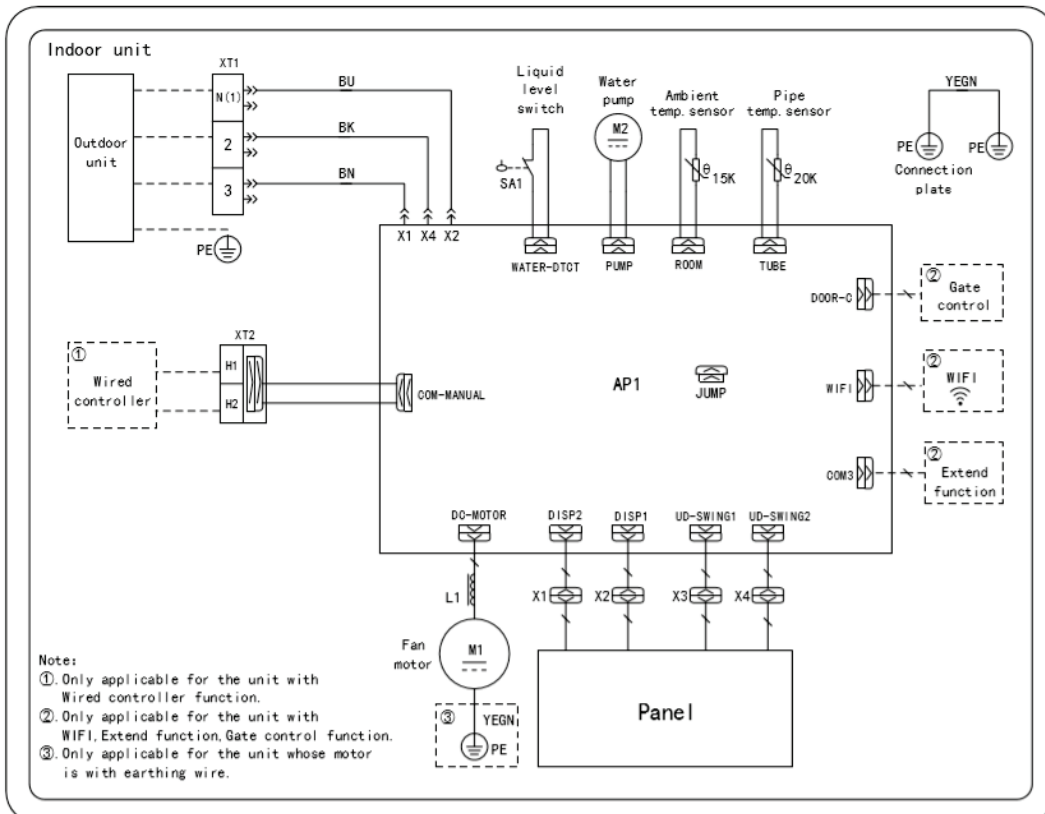 Indoor unit
XT1
N(1)
2
3
BU
BK
BN
Outdoor
unit
PE
X1
X4
X2
Liquid
level
switch
SA1
Water
pump
M2
Ambient
temp. sensor
θ
15K
Pipe
temp. sensor
θ
20K
YEGN
PE
PE
Connection
plate
WATER-DTCT
PUMP
ROOM
TUBE
DOOR-C
②
Gate
control
①
Wired
controller
XT2
H1
H2
COM-MANUAL
AP1
JUMP
WIFI
②
WIFI
COM3
②
Extend
function
DC-MOTOR
DISP2
DISP1
UD-SWING1
UD-SWING2
L1
X1
X2
X3
X4
Fan
motor
M1
③
YEGN
PE
Panel
Note:
①. Only applicable for the unit with
Wired controller function.
②. Only applicable for the unit with
WIFI, Extend function, Gate control function.
③. Only applicable for the unit whose motor
is with earthing wire.